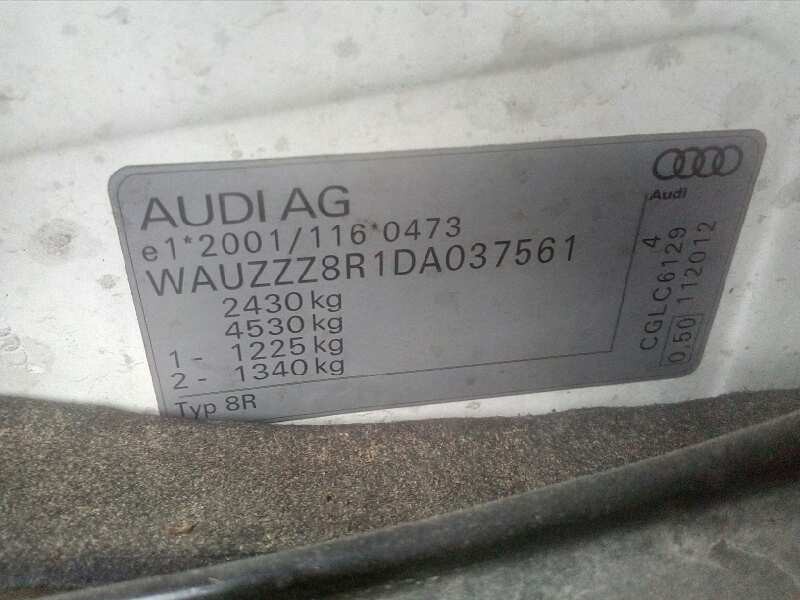 AUDI AG
e1*2001/116*0473
WAUZZZ8R1DA037561
2430 kg
4530 kg
1 - 1225 kg
2 - 1340 kg
Typ 8R
Audi
4
CGLC6129
0,50 112012